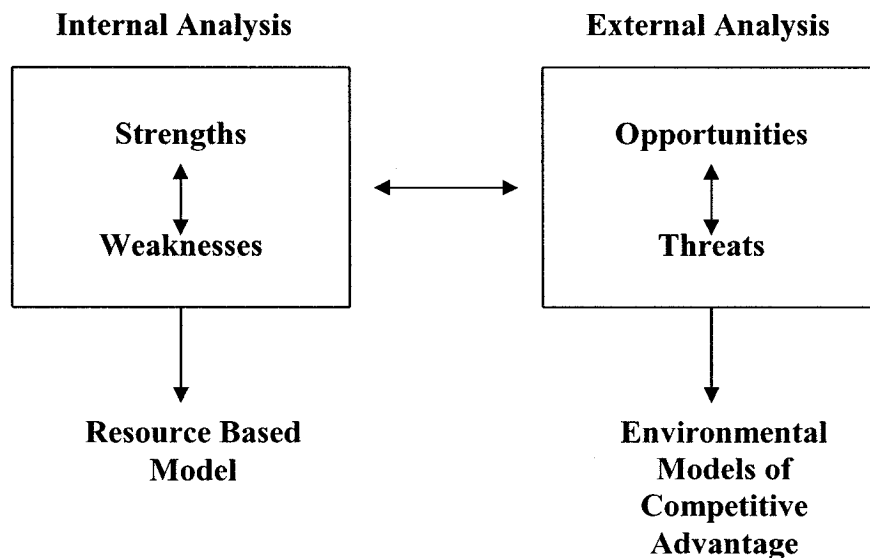 Internal Analysis
Strengths
Weaknesses
Resource Based
Model
External Analysis
Opportunities
Threats
Environmental
Models of
Competitive
Advantage